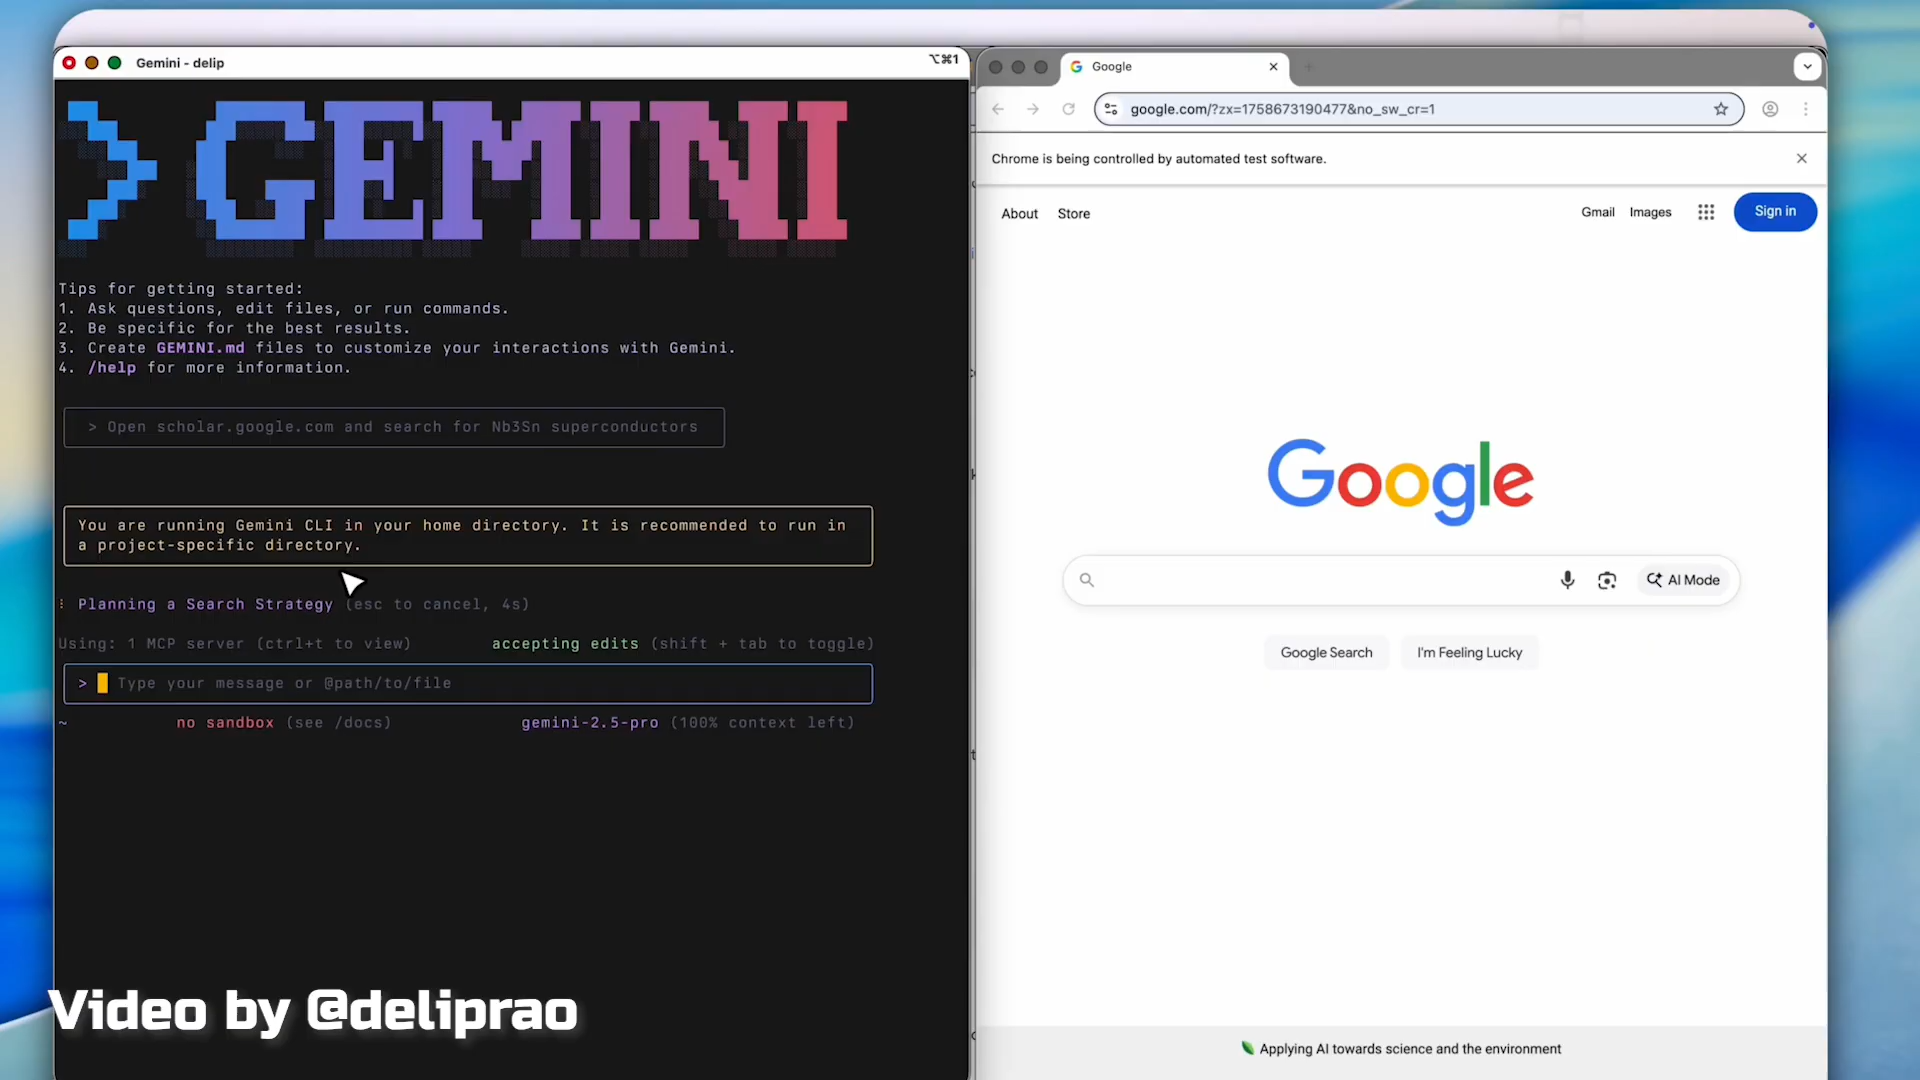 Gemini - delip
⌥⌘1
> GEMINI
Tips for getting started:
1. Ask questions, edit files, or run commands.
2. Be specific for the best results.
3. Create GEMINI.md files to customize your interactions with Gemini.
4. /help for more information.
> Open scholar.google.com and search for Nb3Sn superconductors
You are running Gemini CLI in your home directory. It is recommended to run in
a project-specific directory.
Planning a Search Strategy (esc to cancel, 4s)
Using: 1 MCP server (ctrl+t to view) accepting edits (shift + tab to toggle)
> Type your message or @path/to/file
~ no sandbox (see /docs) gemini-2.5-pro (100% context left)
Video by @deliprao
Google
google.com/?zx=1758673190477&no_sw_cr=1
Chrome is being controlled by automated test software.
About Store Gmail Images Sign in
Google
AI Mode
Google Search I'm Feeling Lucky
Applying AI towards science and the environment